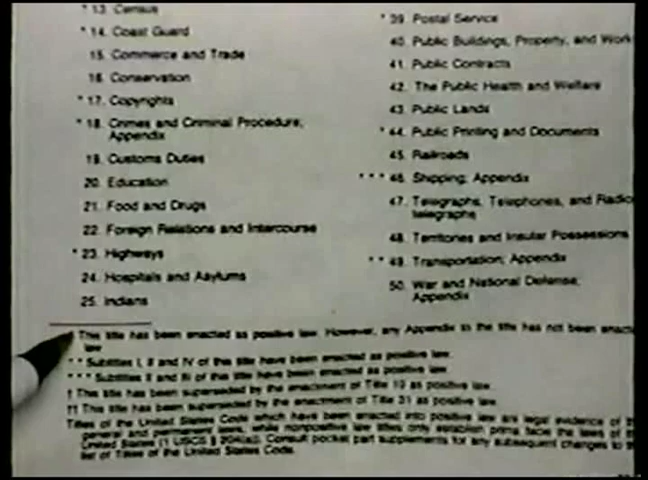 * 13. Census
* 14. Coast Guard
15. Commerce and Trade
16. Conservation
* 17. Copyrights
* 18. Crimes and Criminal Procedure;
Appendix
19. Customs Duties
20. Education
21. Food and Drugs
22. Foreign Relations and Intercourse
* 23. Highways
24. Hospitals and Asylums
25. Indians
* 39. Postal Service
40. Public Buildings, Property, and Work
41. Public Contracts
42. The Public Health and Welfare
43. Public Lands
* 44. Public Printing and Documents
45. Railroads
* * * 46. Shipping; Appendix
47. Telegraphs, Telephones, and Radio
telegraphs
48. Territories and Insular Possessions
* * 49. Transportation; Appendix
50. War and National Defense;
Appendix
This title has been enacted as positive law. However, any Appendix to the title has not been enact
law
* * Subtitles I, II and IV of this title have been enacted as positive law.
* * * Subtitles II and III of this title have been enacted as positive law.
† This title has been superseded by the enactment of Title 10 as positive law.
†† This title has been superseded by the enactment of Title 31 as positive law.
Titles of the United States Code which have been enacted into positive law are legal evidence of th
general and permanent laws, while nonpositive law titles only establish prima facie the laws of t
United States (1 USCS § 204(a)). Consult pocket part supplements for any subsequent changes to t
list of Titles of the United States Code.